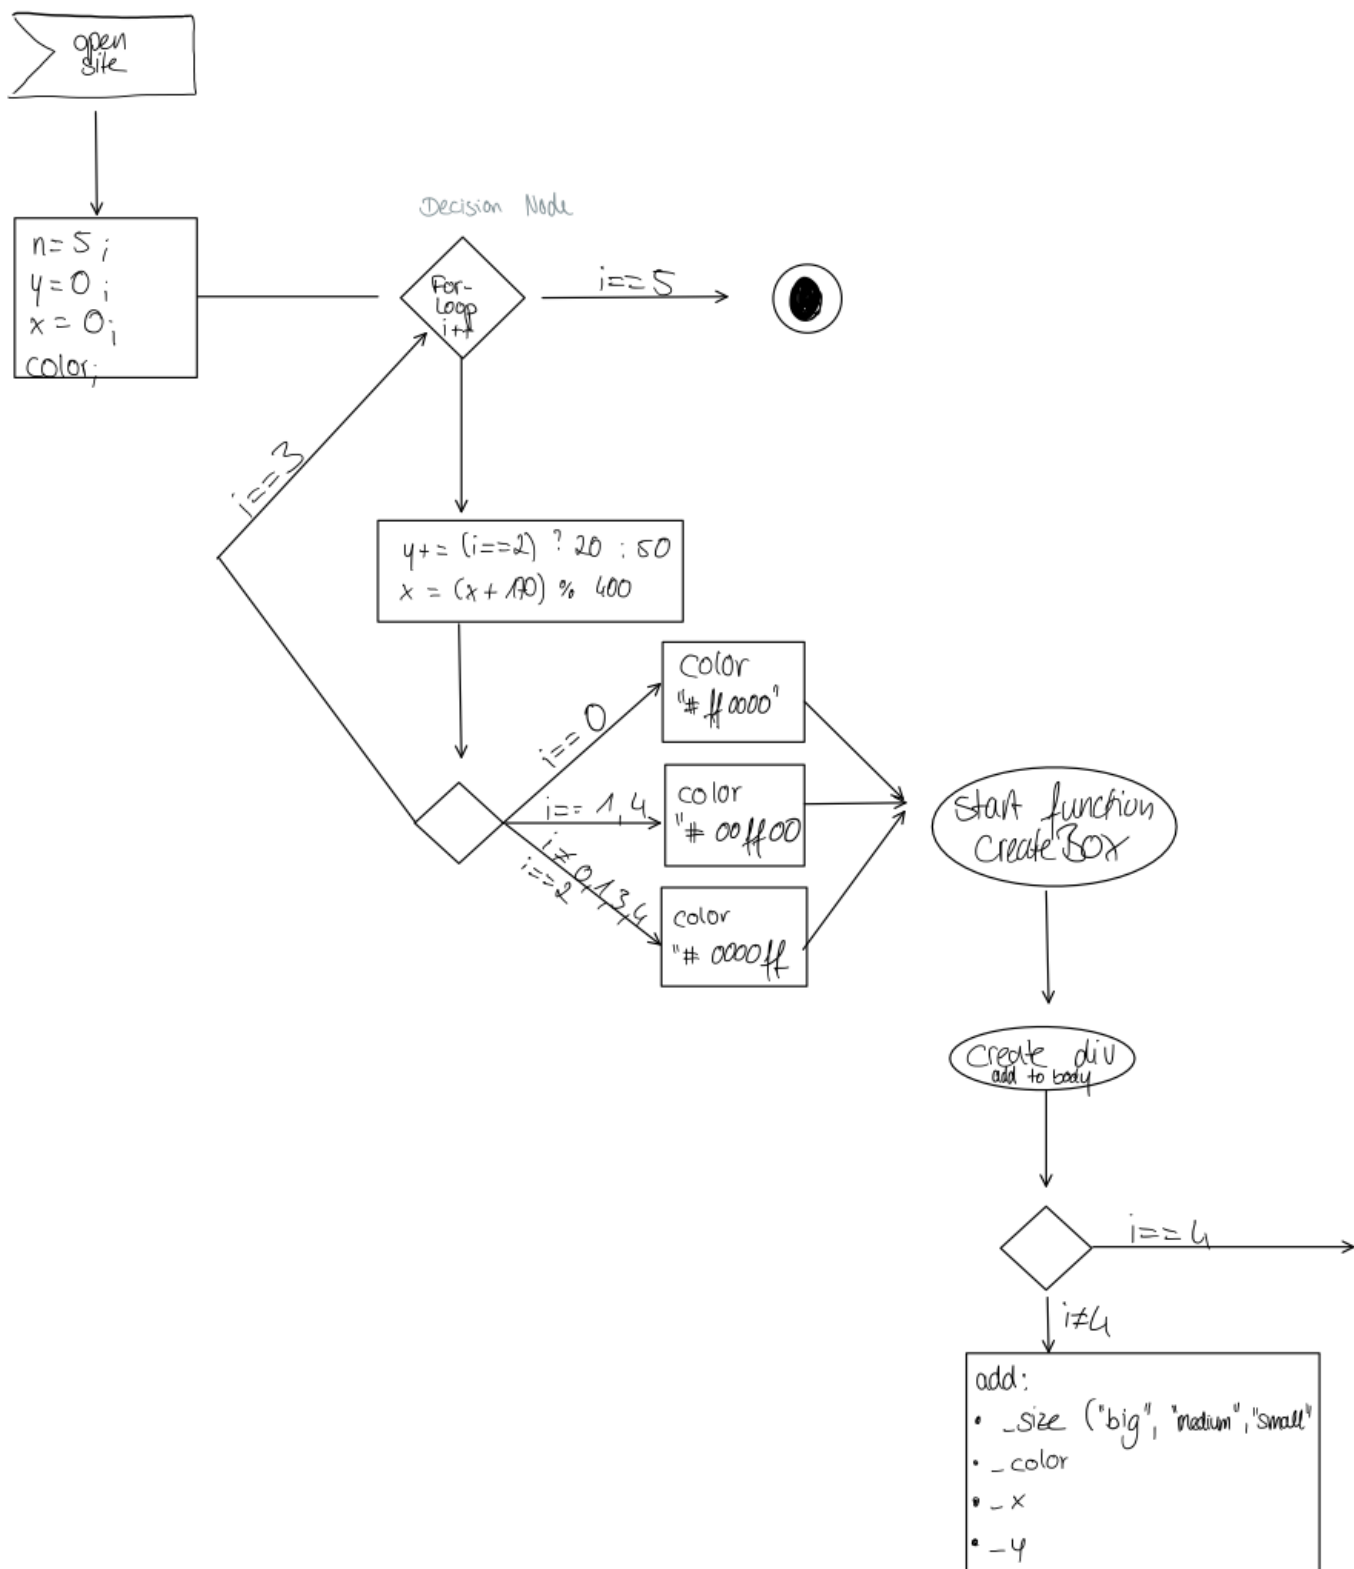 open
site
Decision Node
n=5;
y=0;
x=0;
color;
For-
Loop
i++
i==5
i==3
y+= (i==2) ? 20 : 50
x = (x+170) % 400
color
"#ff0000"
i==0
color
"#00ff00
i==1,4
i≠0,1,3,4
i==2
color
"#0000ff
start function
createBOX
create div
add to body
i==4
i≠4
add:
• _size ("big", "medium", "small"
• _color
• _x
• _y